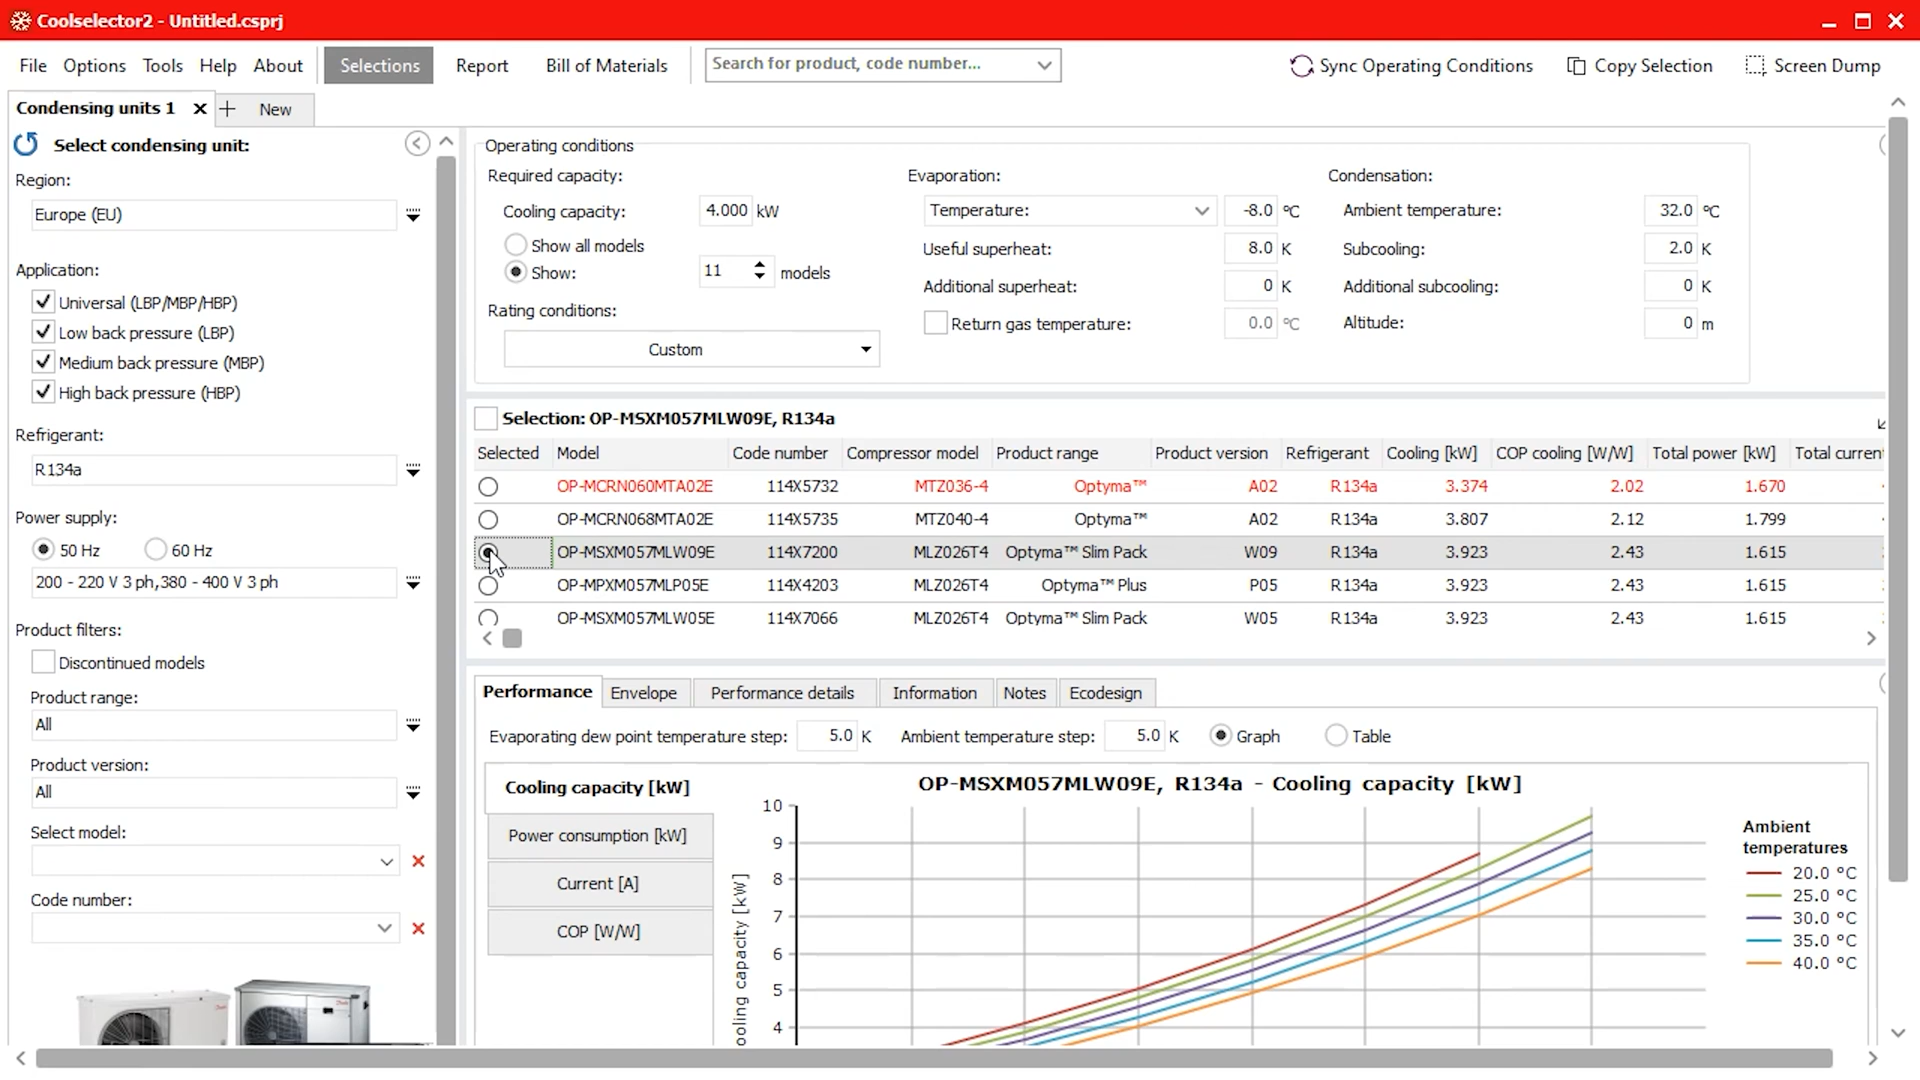 Coolselector2 - Untitled.csprj
File Options Tools Help About Selections Report Bill of Materials Search for product, code number... Sync Operating Conditions Copy Selection Screen Dump
Condensing units 1 New
Select condensing unit:
Region:
Europe (EU)
Application:
Universal (LBP/MBP/HBP)
Low back pressure (LBP)
Medium back pressure (MBP)
High back pressure (HBP)
Refrigerant:
R134a
Power supply:
50 Hz 60 Hz
200 - 220 V 3 ph,380 - 400 V 3 ph
Product filters:
Discontinued models
Product range:
All
Product version:
All
Select model:
Code number:
Operating conditions
Required capacity:
Cooling capacity: 4.000 kW
Show all models
Show: 11 models
Rating conditions:
Custom
Evaporation:
Temperature: -8.0 °C
Useful superheat: 8.0 K
Additional superheat: 0 K
Return gas temperature: 0.0 °C
Condensation:
Ambient temperature: 32.0 °C
Subcooling: 2.0 K
Additional subcooling: 0 K
Altitude: 0 m
Selection: OP-MSXM057MLW09E, R134a
Selected Model Code number Compressor model Product range Product version Refrigerant Cooling [kW] COP cooling [W/W] Total power [kW] Total current
OP-MCRN060MTA02E 114X5732 MTZ036-4 Optyma™ A02 R134a 3.374 2.02 1.670
OP-MCRN068MTA02E 114X5735 MTZ040-4 Optyma™ A02 R134a 3.807 2.12 1.799
OP-MSXM057MLW09E 114X7200 MLZ026T4 Optyma™ Slim Pack W09 R134a 3.923 2.43 1.615
OP-MPXM057MLP05E 114X4203 MLZ026T4 Optyma™ Plus P05 R134a 3.923 2.43 1.615
OP-MSXM057MLW05E 114X7066 MLZ026T4 Optyma™ Slim Pack W05 R134a 3.923 2.43 1.615
Performance Envelope Performance details Information Notes Ecodesign
Evaporating dew point temperature step: 5.0 K Ambient temperature step: 5.0 K Graph Table
Cooling capacity [kW]
Power consumption [kW]
Current [A]
COP [W/W]
OP-MSXM057MLW09E, R134a - Cooling capacity [kW]
10
9
8
7
6
5
4
ooling capacity [kW]
Ambient
temperatures
20.0 °C
25.0 °C
30.0 °C
35.0 °C
40.0 °C